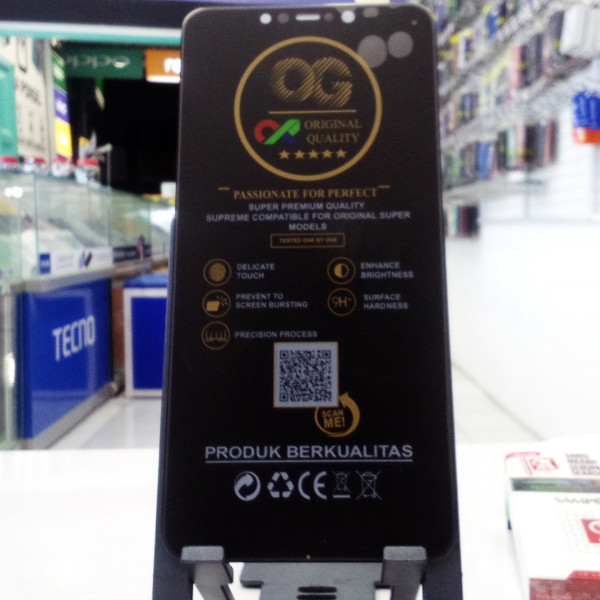 oppo
OG
ORIGINAL
QUALITY
PASSIONATE FOR PERFECT
SUPER PREMIUM QUALITY
SUPREME COMPATIBLE FOR ORIGINAL SUPER
MODELS
TESTED ONE BY ONE
DELICATE
TOUCH
ENHANCE
BRIGHTNESS
PREVENT TO
SCREEN BURSTING
9H+
SURFACE
HARDNESS
PRECISION PROCESS
TECNO
SCAN
ME!
PRODUK BERKUALITAS
CE